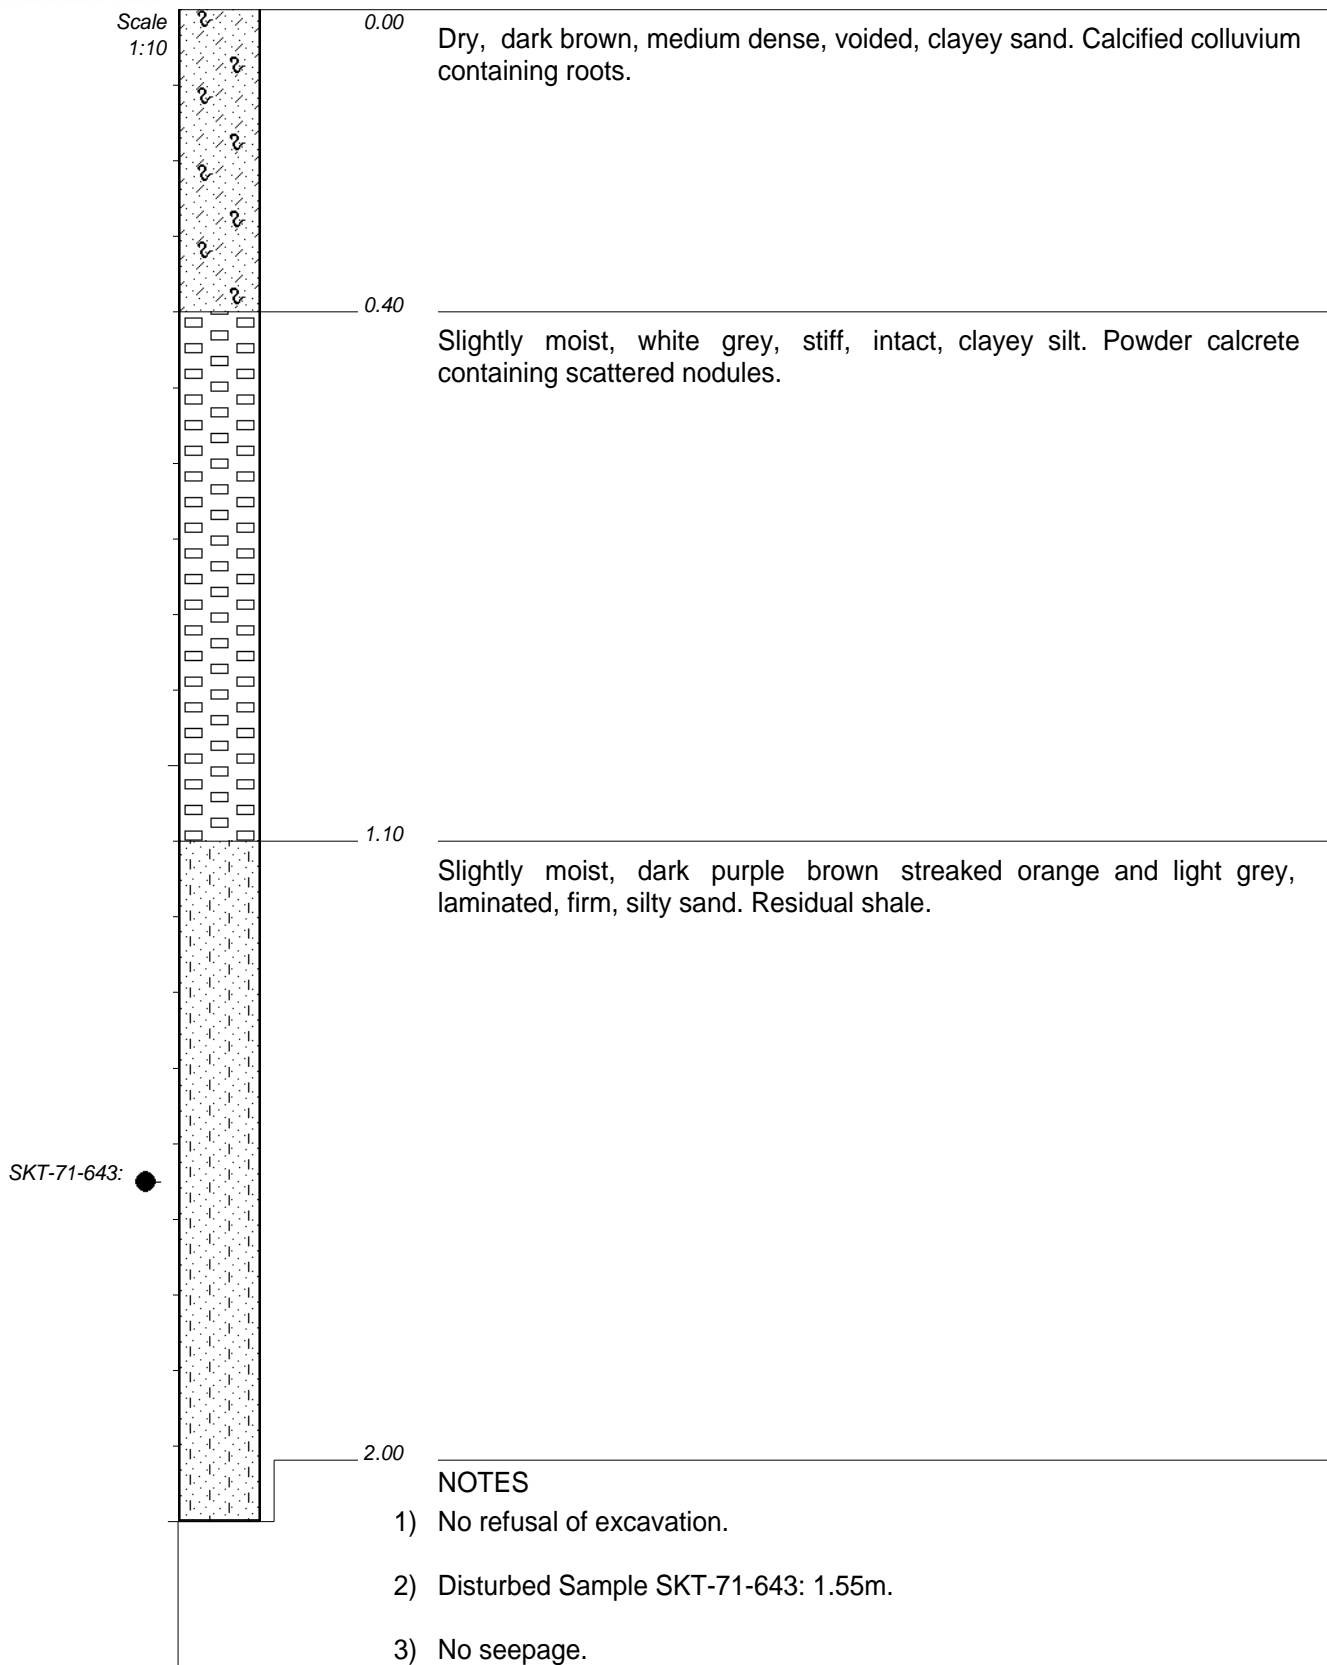 Scale
1:10
0.00
Dry, dark brown, medium dense, voided, clayey sand. Calcified colluvium
containing roots.
0.40
Slightly moist, white grey, stiff, intact, clayey silt. Powder calcrete
containing scattered nodules.
1.10
Slightly moist, dark purple brown streaked orange and light grey,
laminated, firm, silty sand. Residual shale.
SKT-71-643:
2.00
NOTES
1) No refusal of excavation.
2) Disturbed Sample SKT-71-643: 1.55m.
3) No seepage.